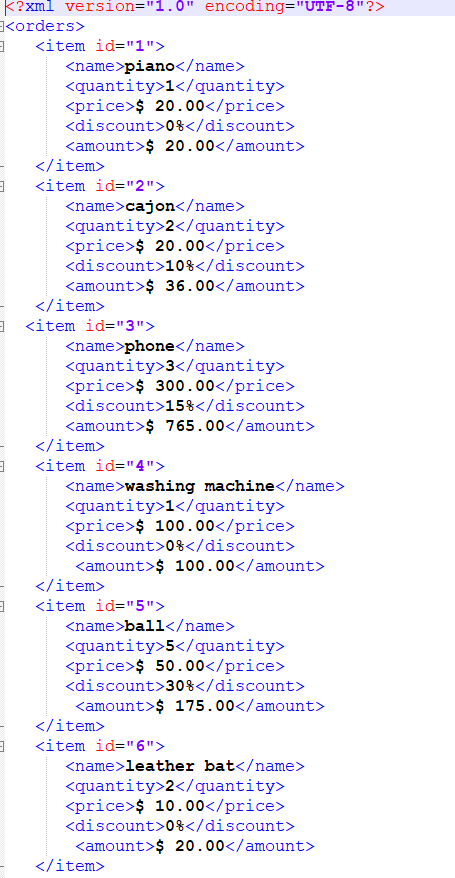 <?xml version="1.0" encoding="UTF-8"?>
<orders>
<item id="1">
<name>piano</name>
<quantity>1</quantity>
<price>$ 20.00</price>
<discount>0%</discount>
<amount>$ 20.00</amount>
</item>
<item id="2">
<name>cajon</name>
<quantity>2</quantity>
<price>$ 20.00</price>
<discount>10%</discount>
<amount>$ 36.00</amount>
</item>
<item id="3">
<name>phone</name>
<quantity>3</quantity>
<price>$ 300.00</price>
<discount>15%</discount>
<amount>$ 765.00</amount>
</item>
<item id="4">
<name>washing machine</name>
<quantity>1</quantity>
<price>$ 100.00</price>
<discount>0%</discount>
<amount>$ 100.00</amount>
</item>
<item id="5">
<name>ball</name>
<quantity>5</quantity>
<price>$ 50.00</price>
<discount>30%</discount>
<amount>$ 175.00</amount>
</item>
<item id="6">
<name>leather bat</name>
<quantity>2</quantity>
<price>$ 10.00</price>
<discount>0%</discount>
<amount>$ 20.00</amount>
</item>